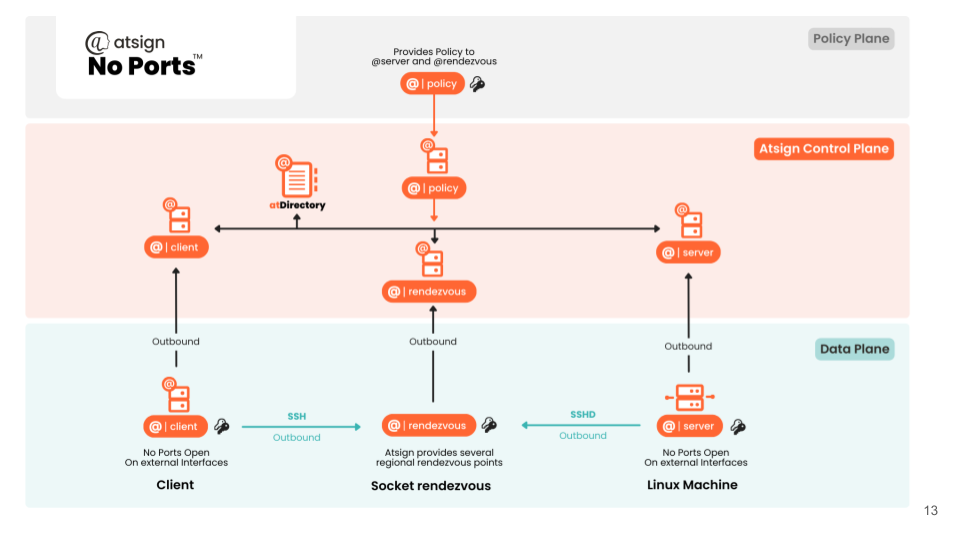 @ atsign
No Ports™
Policy Plane
Provides Policy to
@server and @rendezvous
@ | policy
Atsign Control Plane
@
@
@ | policy
atDirectory
@
@
@ | client
@
@ | server
@ | rendezvous
Outbound
Outbound
Outbound
Data Plane
@
SSH
SSHD
@ | client
@ | rendezvous
@ | server
Outbound
Outbound
No Ports Open
On external Interfaces
Atsign provides several
regional rendezvous points
No Ports Open
On external Interfaces
Client
Socket rendezvous
Linux Machine
13